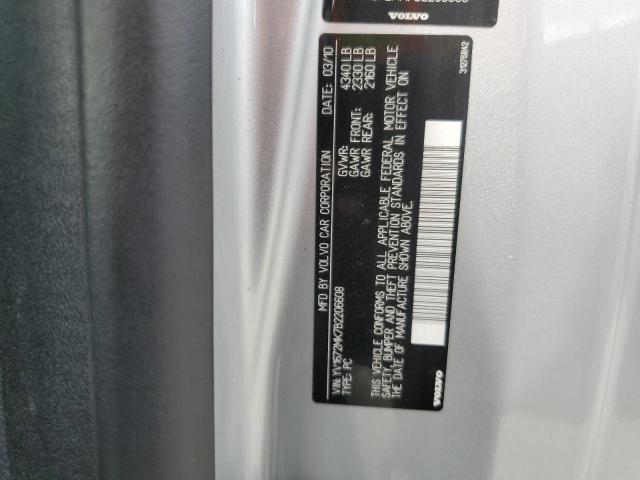 VOLVO
MFD BY VOLVO CAR CORPORATION DATE: 03/10
GVWR: 4340 LB
GAWR FRONT: 2330 LB
GAWR REAR: 2160 LB
VIN: YV1672MK7B2206608
TYPE: PC
THIS VEHICLE CONFORMS TO ALL APPLICABLE FEDERAL MOTOR VEHICLE
SAFETY, BUMPER AND THEFT PREVENTION STANDARDS IN EFFECT ON
DATE OF MANUFACTURE SHOWN ABOVE.
VOLVO
31276842